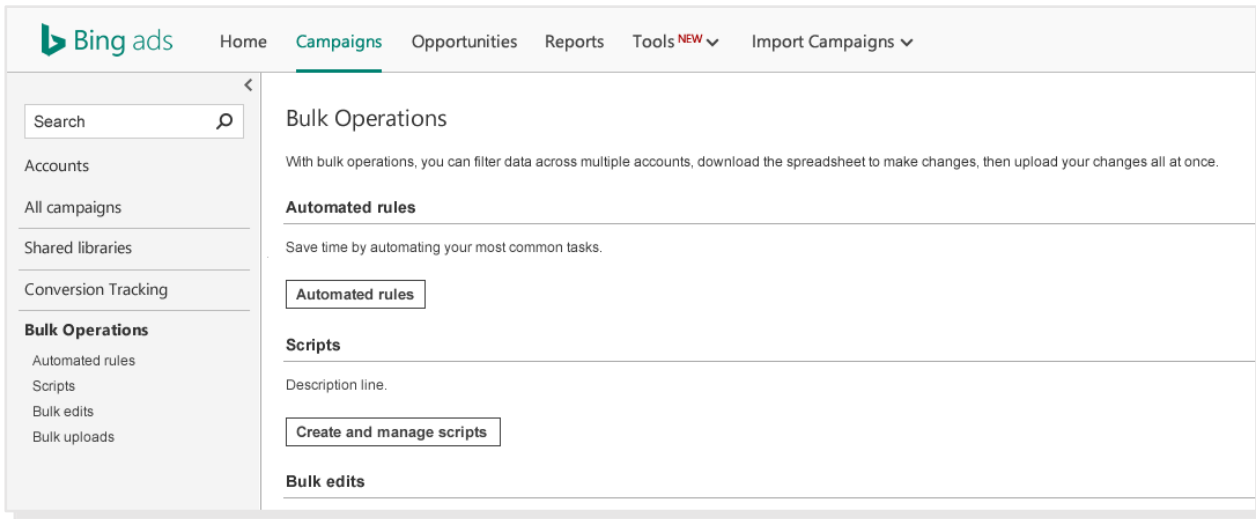 Bing ads Home Campaigns Opportunities Reports Tools NEW Import Campaigns
Search
Accounts
All campaigns
Shared libraries
Conversion Tracking
Bulk Operations
Automated rules
Scripts
Bulk edits
Bulk uploads
Bulk Operations
With bulk operations, you can filter data across multiple accounts, download the spreadsheet to make changes, then upload your changes all at once.
Automated rules
Save time by automating your most common tasks.
Automated rules
Scripts
Description line.
Create and manage scripts
Bulk edits